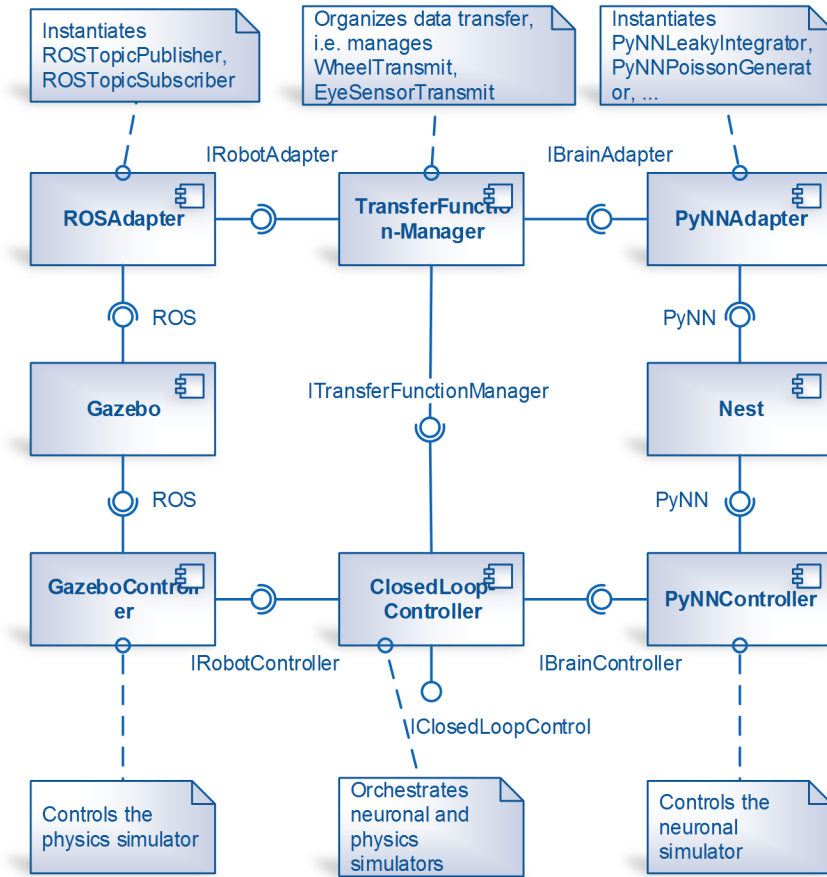 Instantiates
ROSTopicPublisher,
ROSTopicSubscriber
Organizes data transfer,
i.e. manages
WheelTransmit,
EyeSensorTransmit
Instantiates
PyNNLeakyIntegrator,
PyNNPoissonGenerat
or, ...
IRobotAdapter
IBrainAdapter
ROSAdapter
TransferFunctio
n-Manager
PyNNAdapter
ROS
PyNN
ITransferFunctionManager
Gazebo
Nest
ROS
PyNN
GazeboControll
er
ClosedLoop-
Controller
PyNNController
IRobotController
IBrainController
IClosedLoopControl
Controls the
physics simulator
Orchestrates
neuronal and
physics
simulators
Controls the
neuronal
simulator